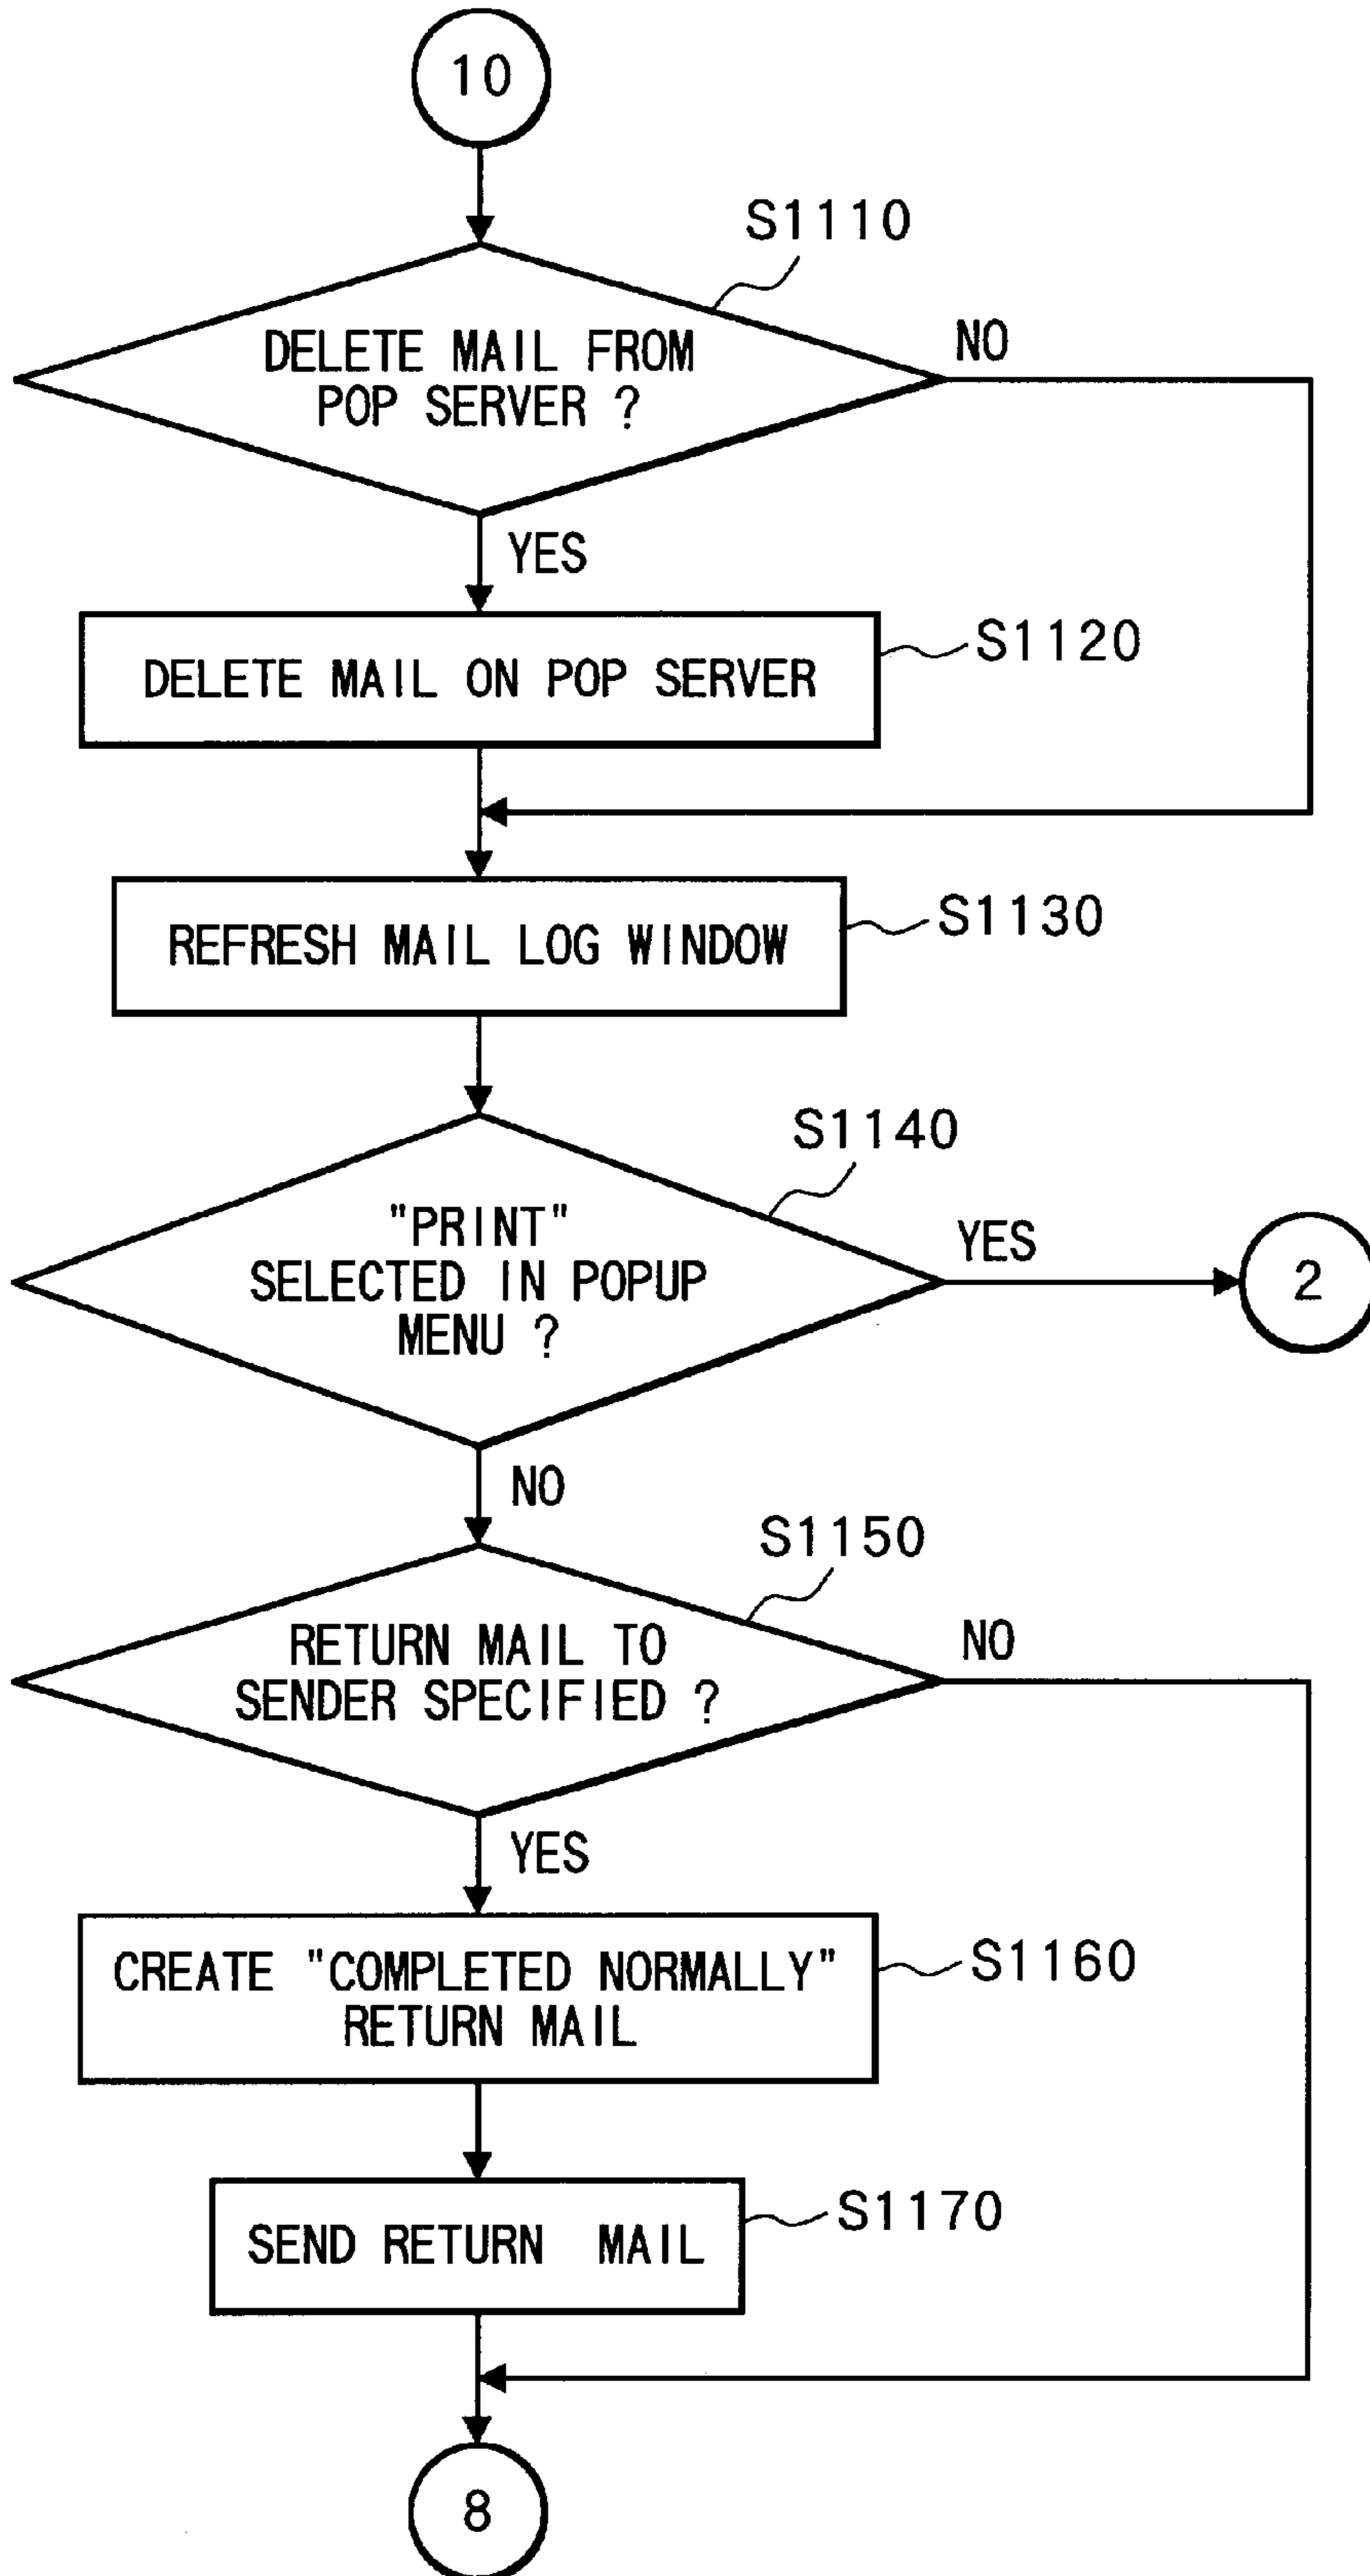 10
S1110
DELETE MAIL FROM
POP SERVER ?
NO
YES
DELETE MAIL ON POP SERVER
S1120
REFRESH MAIL LOG WINDOW
S1130
S1140
"PRINT"
SELECTED IN POPUP
MENU ?
YES
2
NO
S1150
RETURN MAIL TO
SENDER SPECIFIED ?
NO
YES
CREATE "COMPLETED NORMALLY"
RETURN MAIL
S1160
SEND RETURN MAIL
S1170
8